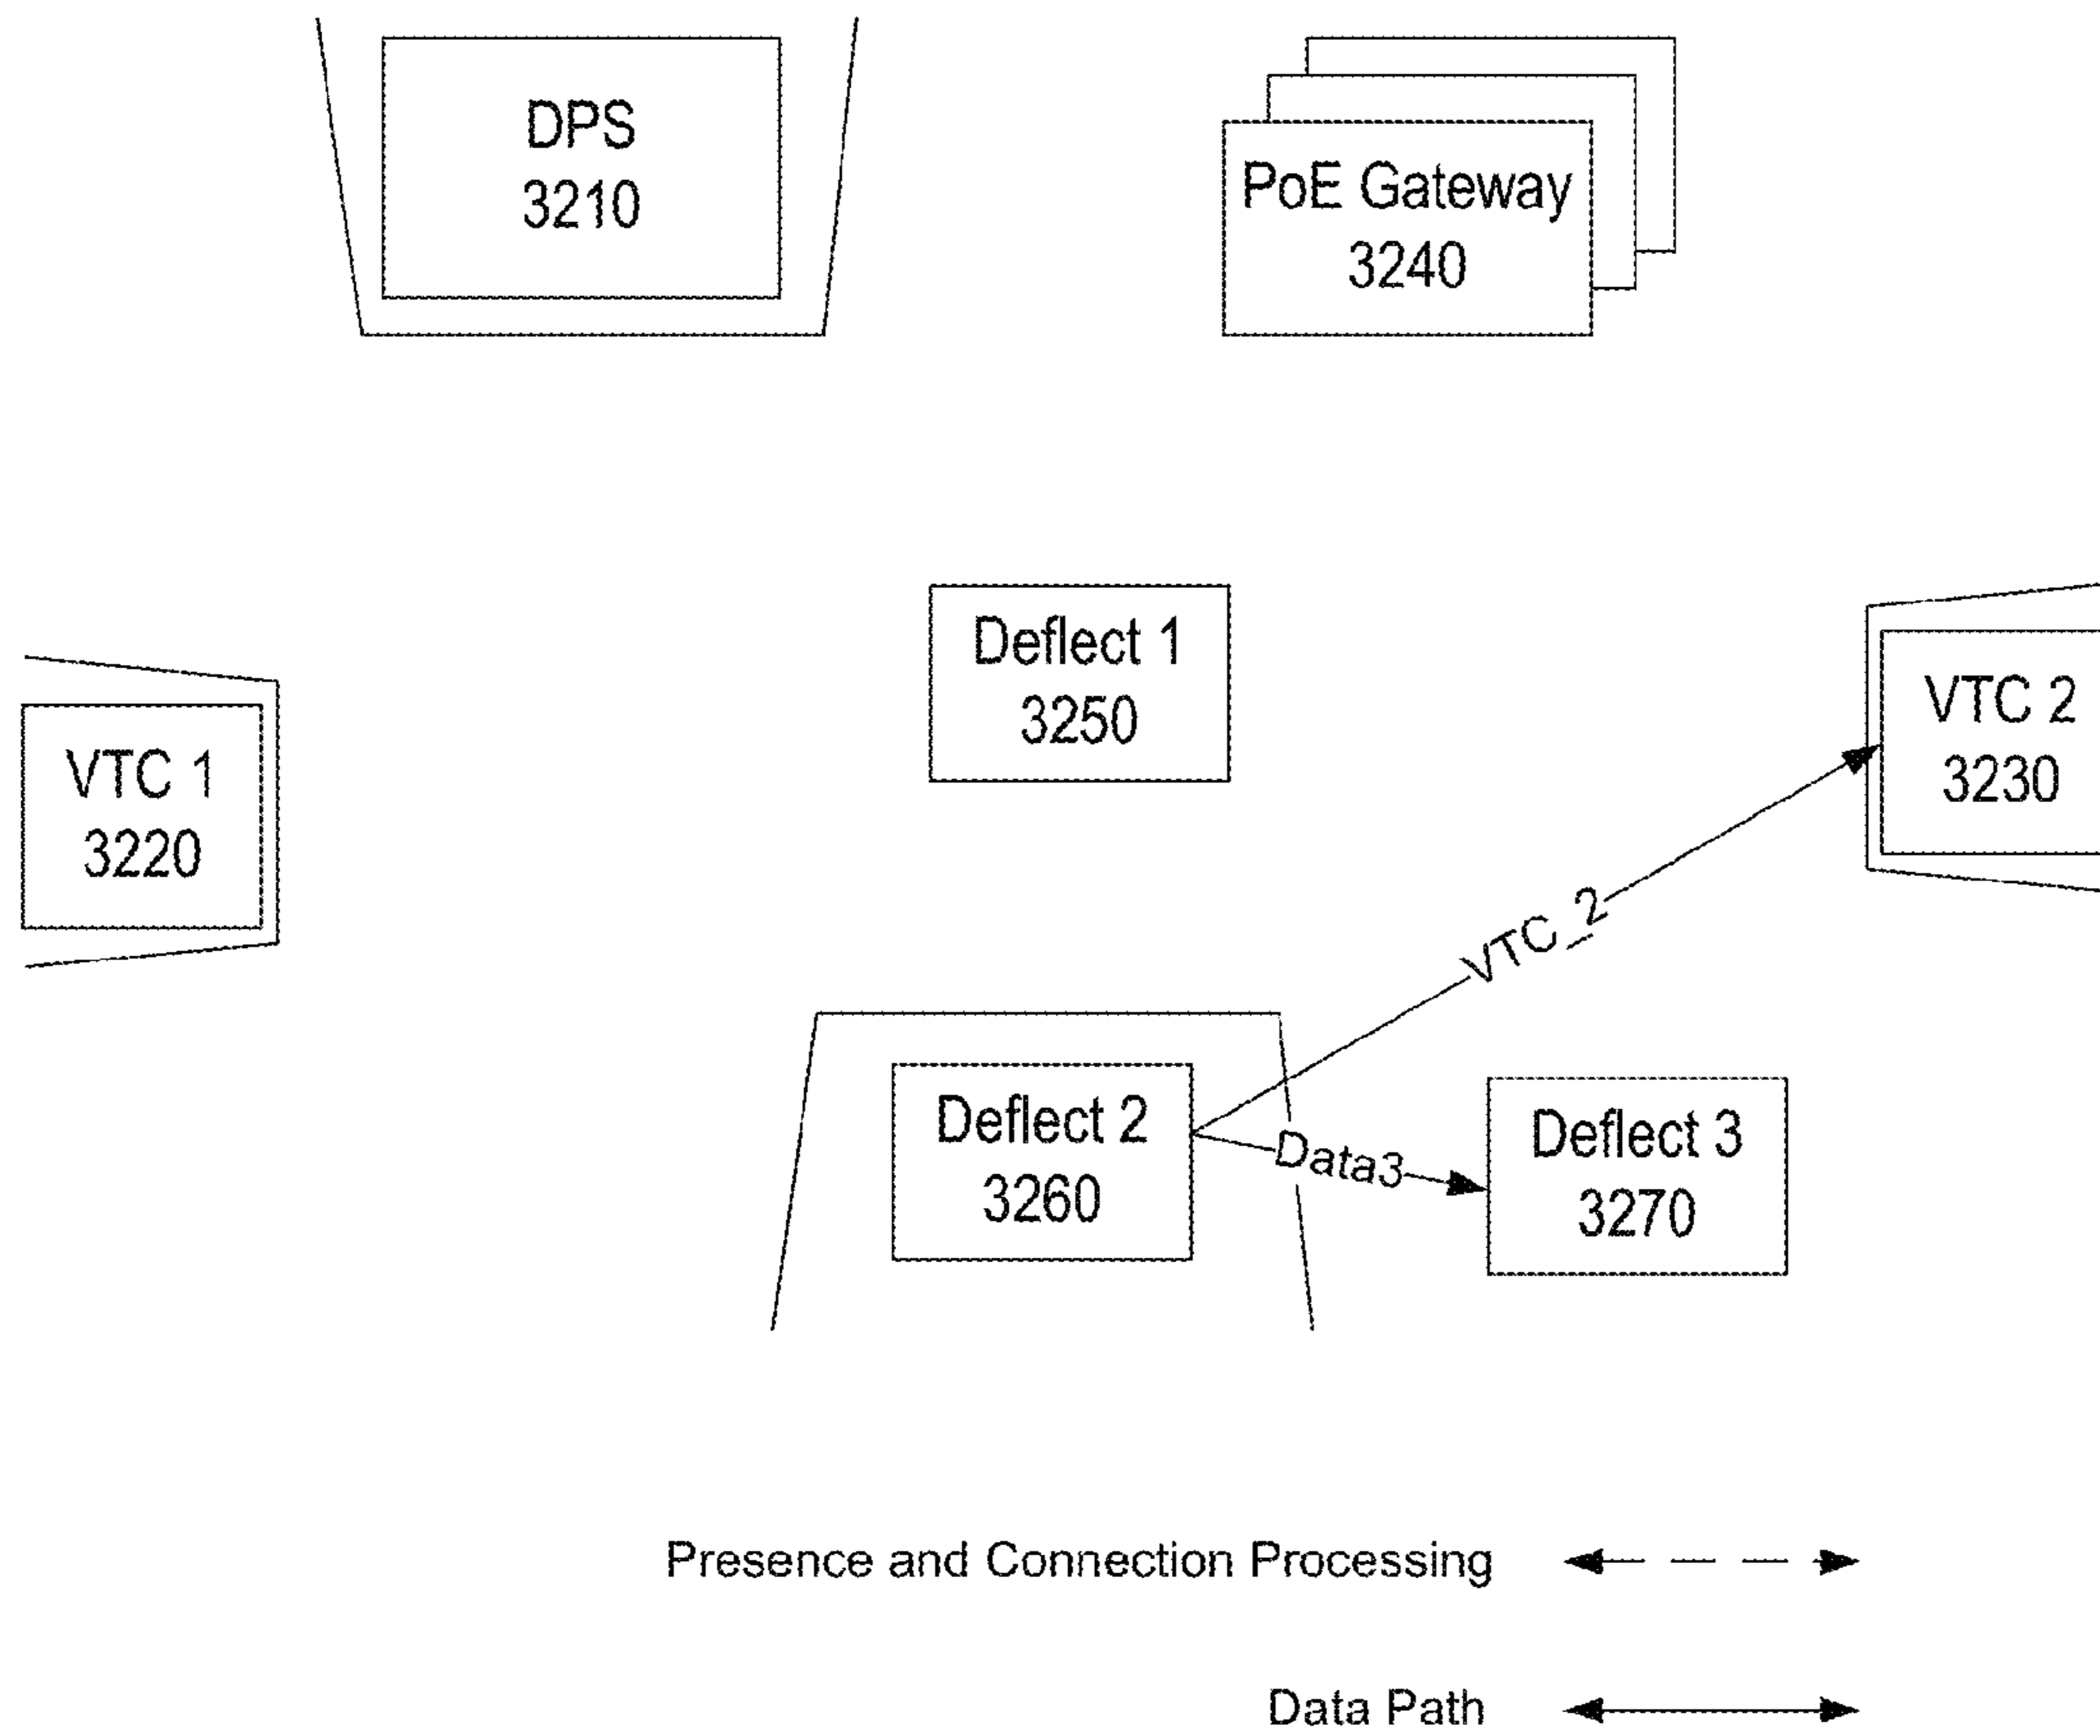 DPS
3210
PoE Gateway
3240
Deflect 1
3250
VTC 2
3230
VTC 1
3220
VTC_2
Deflect 2
3260
Data3
Deflect 3
3270
Presence and Connection Processing
Data Path